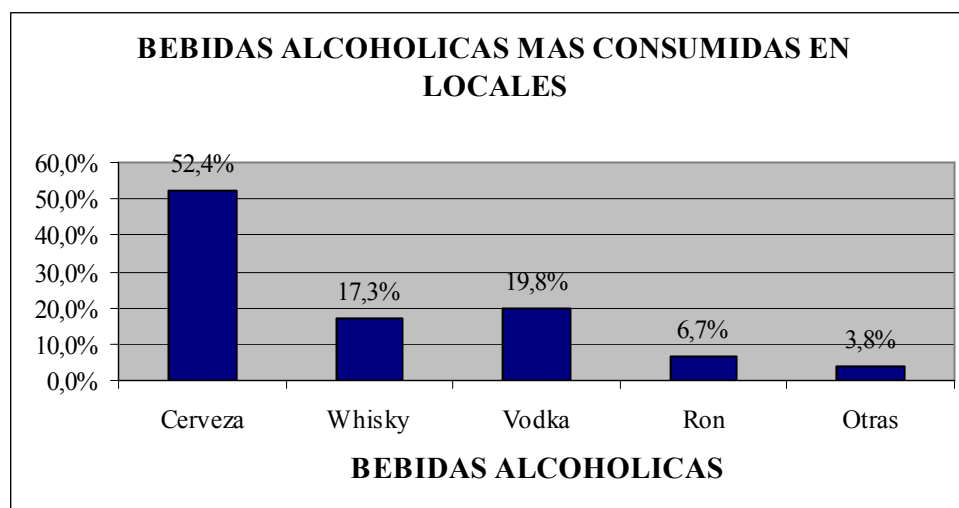 BEBIDAS ALCOHOLICAS MAS CONSUMIDAS EN
LOCALES
60,0%
50,0%
40,0%
30,0%
20,0%
10,0%
0,0%
52,4%
17,3%
19,8%
6,7%
3,8%
Cerveza
Whisky
Vodka
Ron
Otras
BEBIDAS ALCOHOLICAS